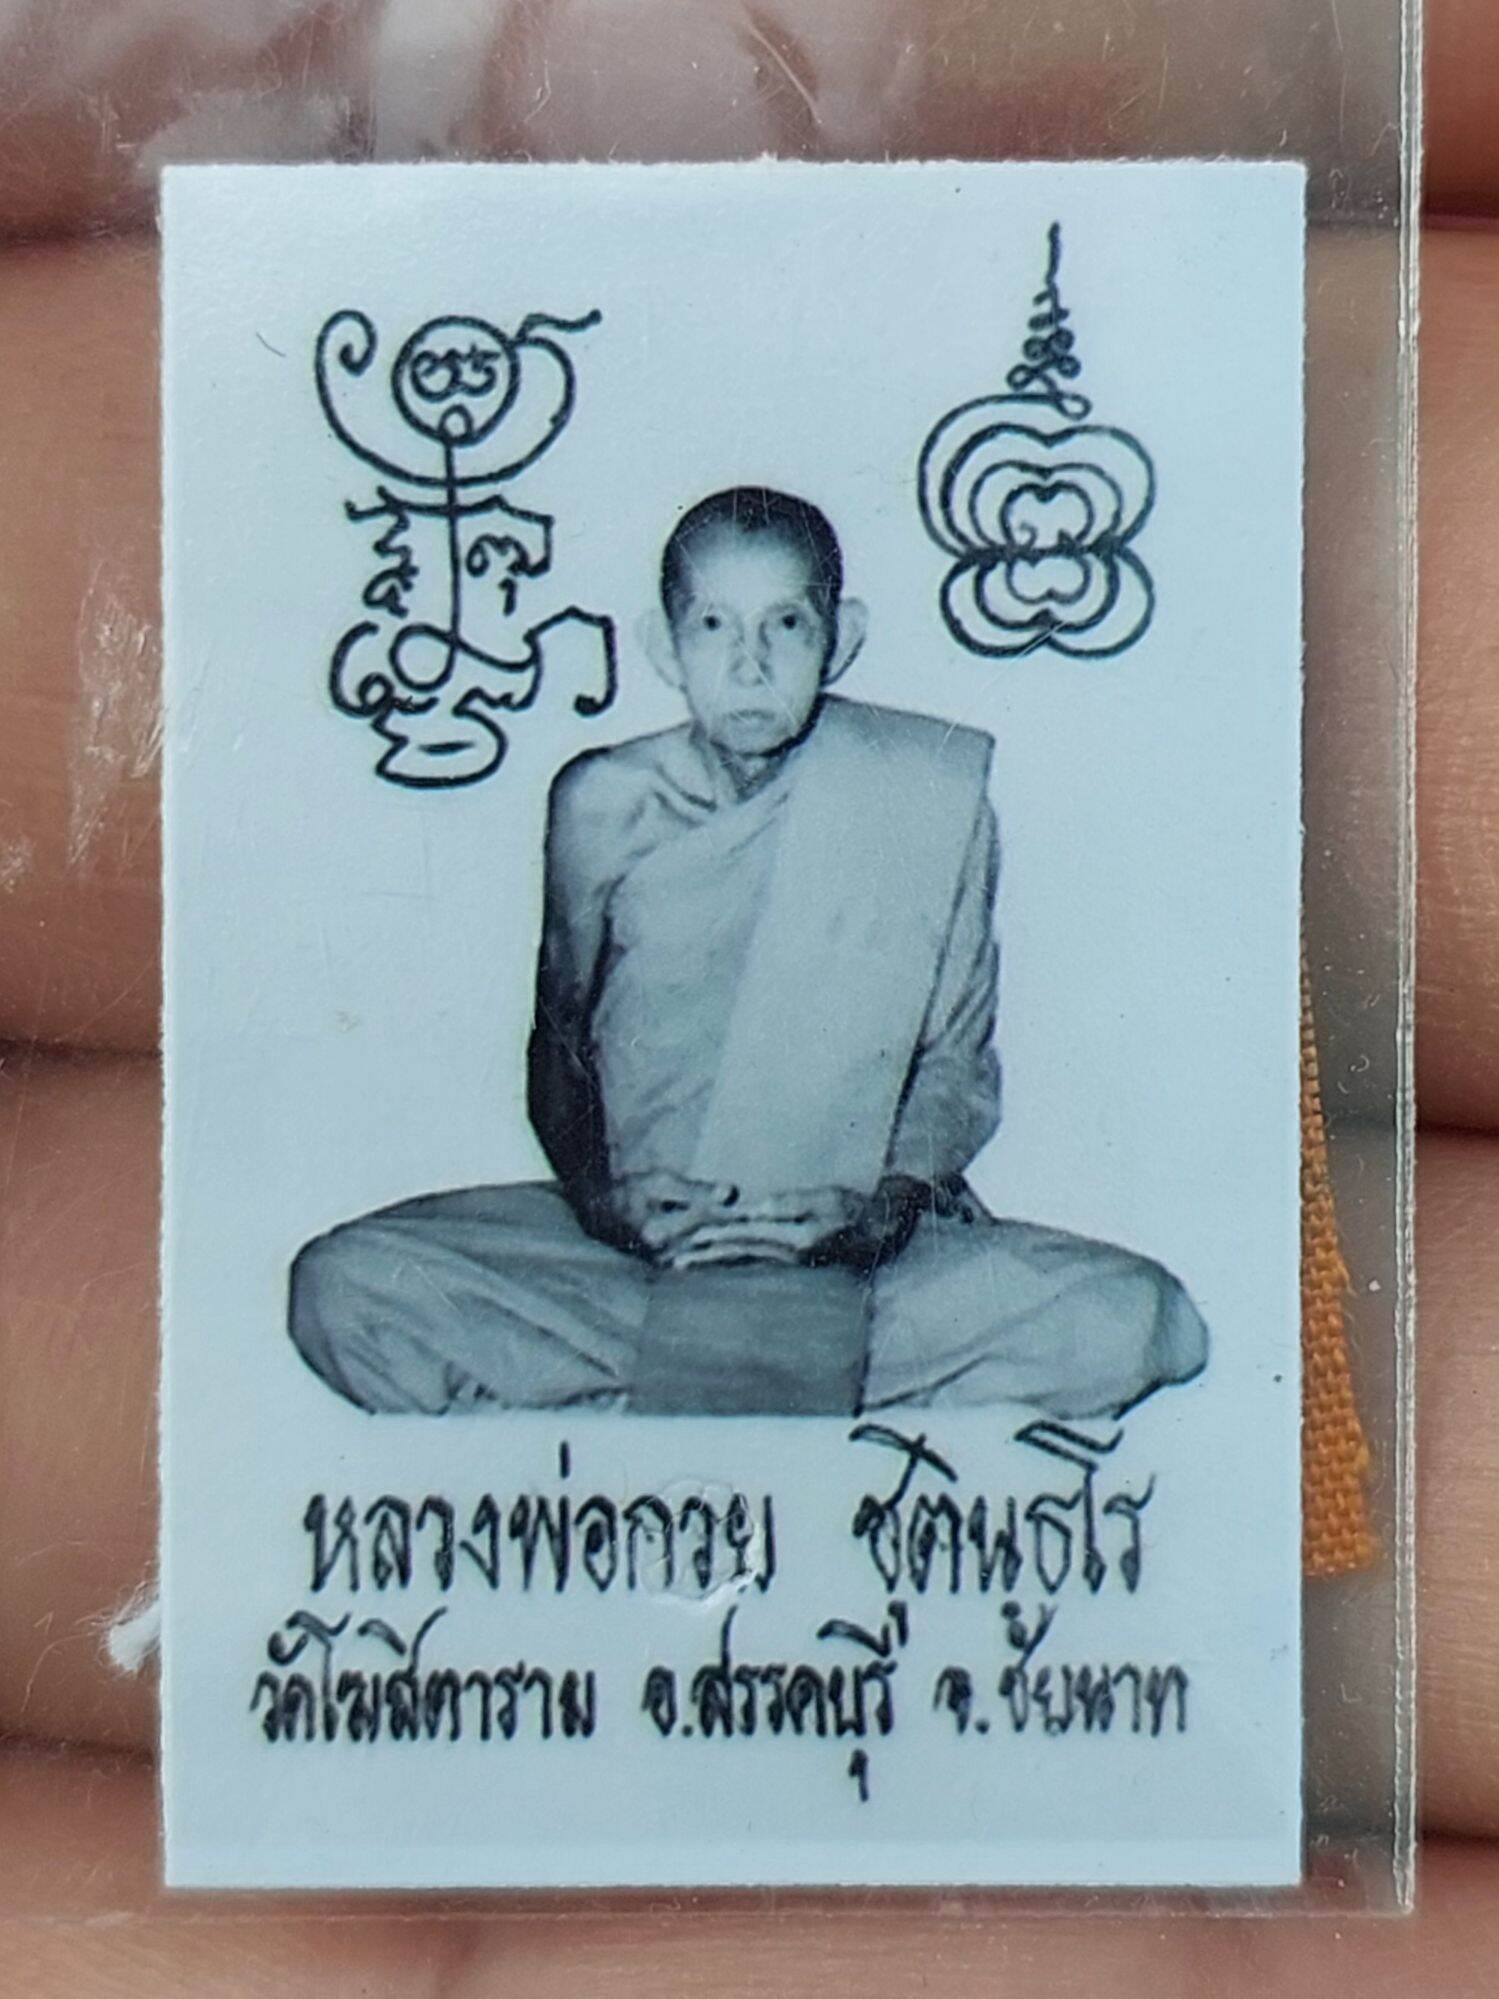 หลวงพ่อกวย ชุตินฺธโร
วัดโฆสิตาราม อ.สรรคบุรี จ.ชัยนาท